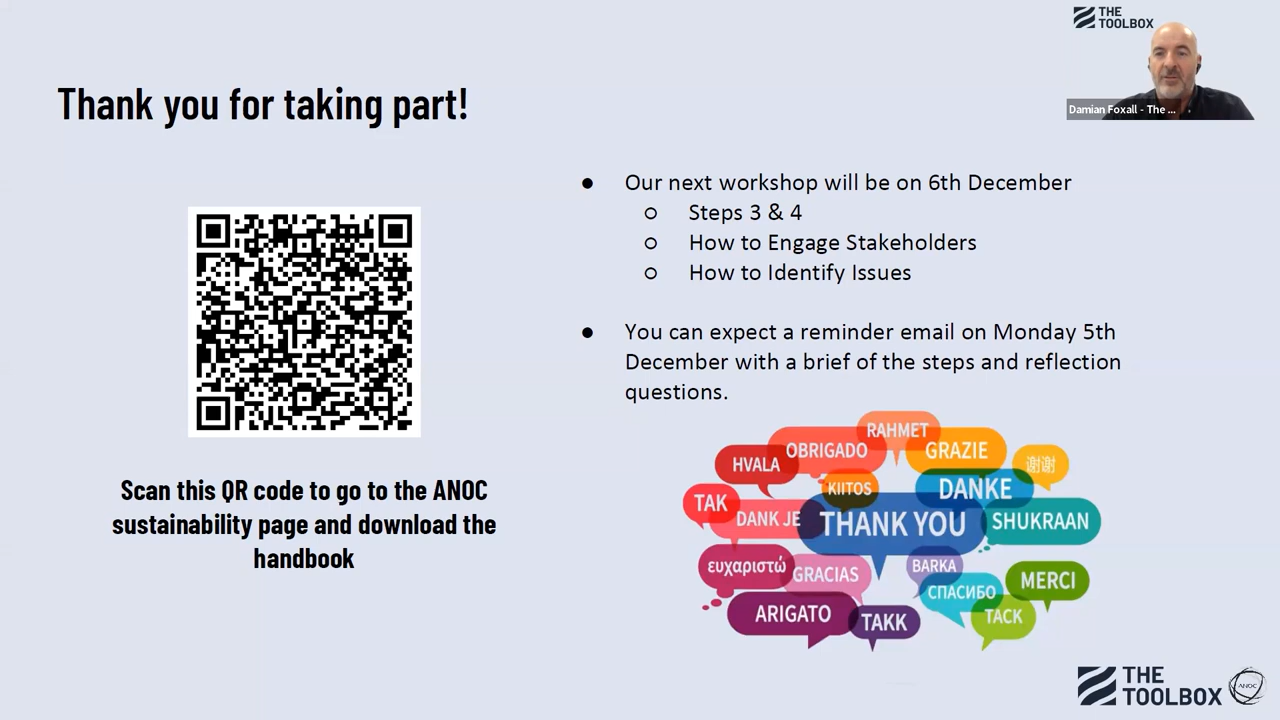 THE
TOOLBOX
Damian Foxall - The ...
Thank you for taking part!
● Our next workshop will be on 6th December
○ Steps 3 & 4
○ How to Engage Stakeholders
○ How to Identify Issues
● You can expect a reminder email on Monday 5th
December with a brief of the steps and reflection
questions.
Scan this QR code to go to the ANOC
sustainability page and download the
handbook
RAHMET
OBRIGADO
GRAZIE
HVALA
谢谢
KIITOS
DANKE
TAK
DANK JE
THANK YOU
SHUKRAAN
ευχαριστώ
GRACIAS
BARKA
MERCI
СПАСИБО
ARIGATO
TAKK
TACK
THE
TOOLBOX
ANOC